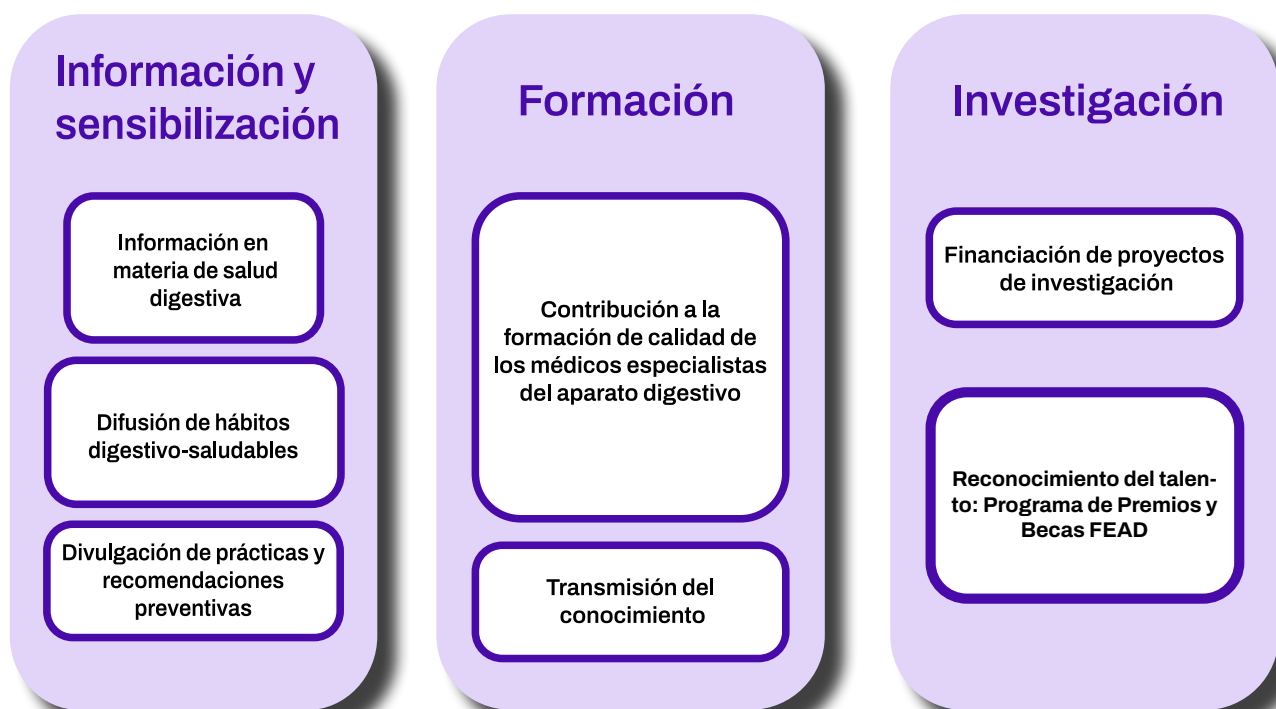 Información y
sensibilización
Información en
materia de salud
digestiva
Difusión de hábitos
digestivo-saludables
Divulgación de prácticas y
recomendaciones
preventivas
Formación
Contribución a la
formación de calidad de
los médicos especialistas
del aparato digestivo
Transmisión del
conocimiento
Investigación
Financiación de proyectos
de investigación
Reconocimiento del talen-
to: Programa de Premios y
Becas FEAD